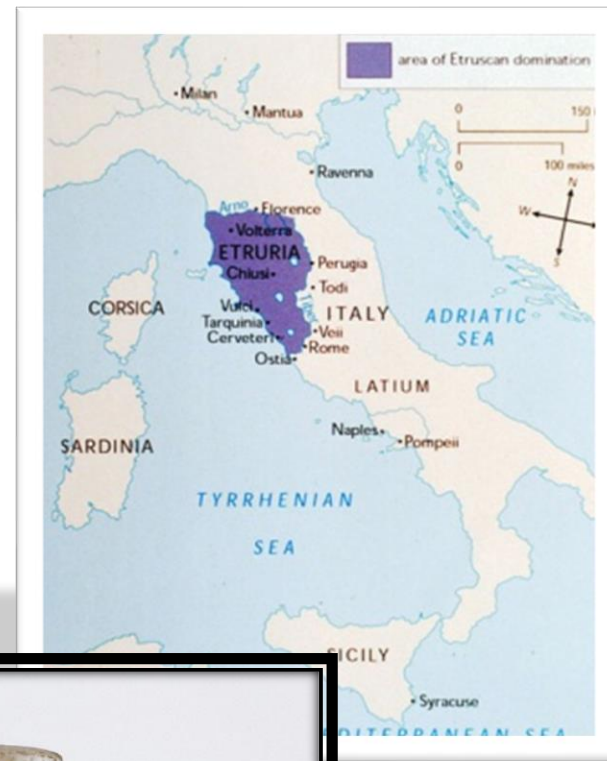 area of Etruscan domination
Milan
Mantua
0 150
0 100 miles
Ravenna
N
W
S
Arno
Florence
Volterra
ETRURIA
Chiusi
Perugia
Todi
CORSICA
Vulci
ITALY
ADRIATIC
SEA
Tarquinia
Veii
Cerveteri
Rome
Ostia
LATIUM
Naples
Pompeii
SARDINIA
TYRRHENIAN
SEA
SICILY
Syracuse
SEA